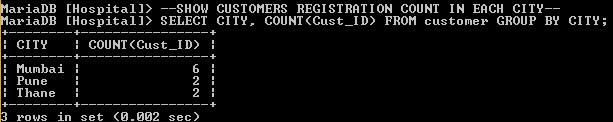 MariaDB [Hospital]> --SHOW CUSTOMERS REGISTRATION COUNT IN EACH CITY--
MariaDB [Hospital]> SELECT CITY, COUNT(Cust_ID) FROM customer GROUP BY CITY;
+--------+----------------+
| CITY   | COUNT(Cust_ID) |
+--------+----------------+
| Mumbai |              6 |
| Pune   |              2 |
| Thane  |              2 |
+--------+----------------+
3 rows in set (0.002 sec)